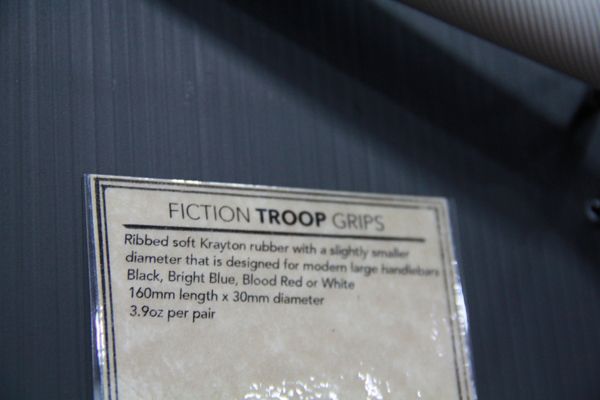 FICTION TROOP GRIPS
Ribbed soft Krayton rubber with a slightly smaller
diameter that is designed for modern large handlebars
Black, Bright Blue, Blood Red or White
160mm length x 30mm diameter
3.9oz per pair